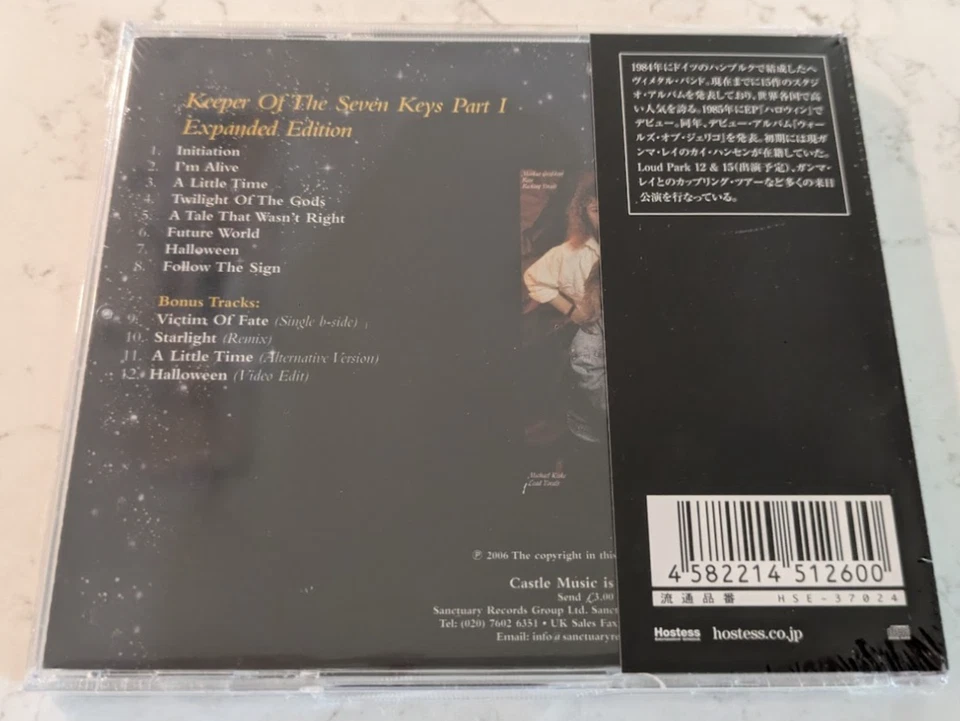 Keeper Of The Seven Keys Part I
Expanded Edition
1. Initiation
2. I'm Alive
3. A Little Time
4. Twilight Of The Gods
5. A Tale That Wasn't Right
6. Future World
7. Halloween
8. Follow The Sign
Bonus Tracks:
9. Victim Of Fate (Single b-side)
10. Starlight (Remix)
11. A Little Time (Alternative Version)
12. Halloween (Video Edit)
Michael Kiske
Lead Vocals
℗ 2006 The copyright in this
Castle Music is
Send £3.00
Sanctuary Records Group Ltd. Sanct
Tel: (020) 7602 6351 • UK Sales Fax
Email: info@sanctuaryre
1984年にドイツのハンブルクで結成したヘ
ヴィメタル・バンド。現在までに15作のスタジ
オ・アルバムを発表しており、世界各国で高
い人気を誇る。1985年にEP『ハロウィン』で
デビュー。同年、デビュー・アルバム『ウォー
ルズ・オブ・ジェリコ』を発表。初期には現ガ
ンマ・レイのカイ・ハンセンが在籍していた。
Loud Park 12 & 15(出演予定)、ガンマ・
レイとのカップリング・ツアーなど多くの来日
公演を行なっている。
4 582214 512600
流通品番 HSE-37024
Hostess hostess.co.jp